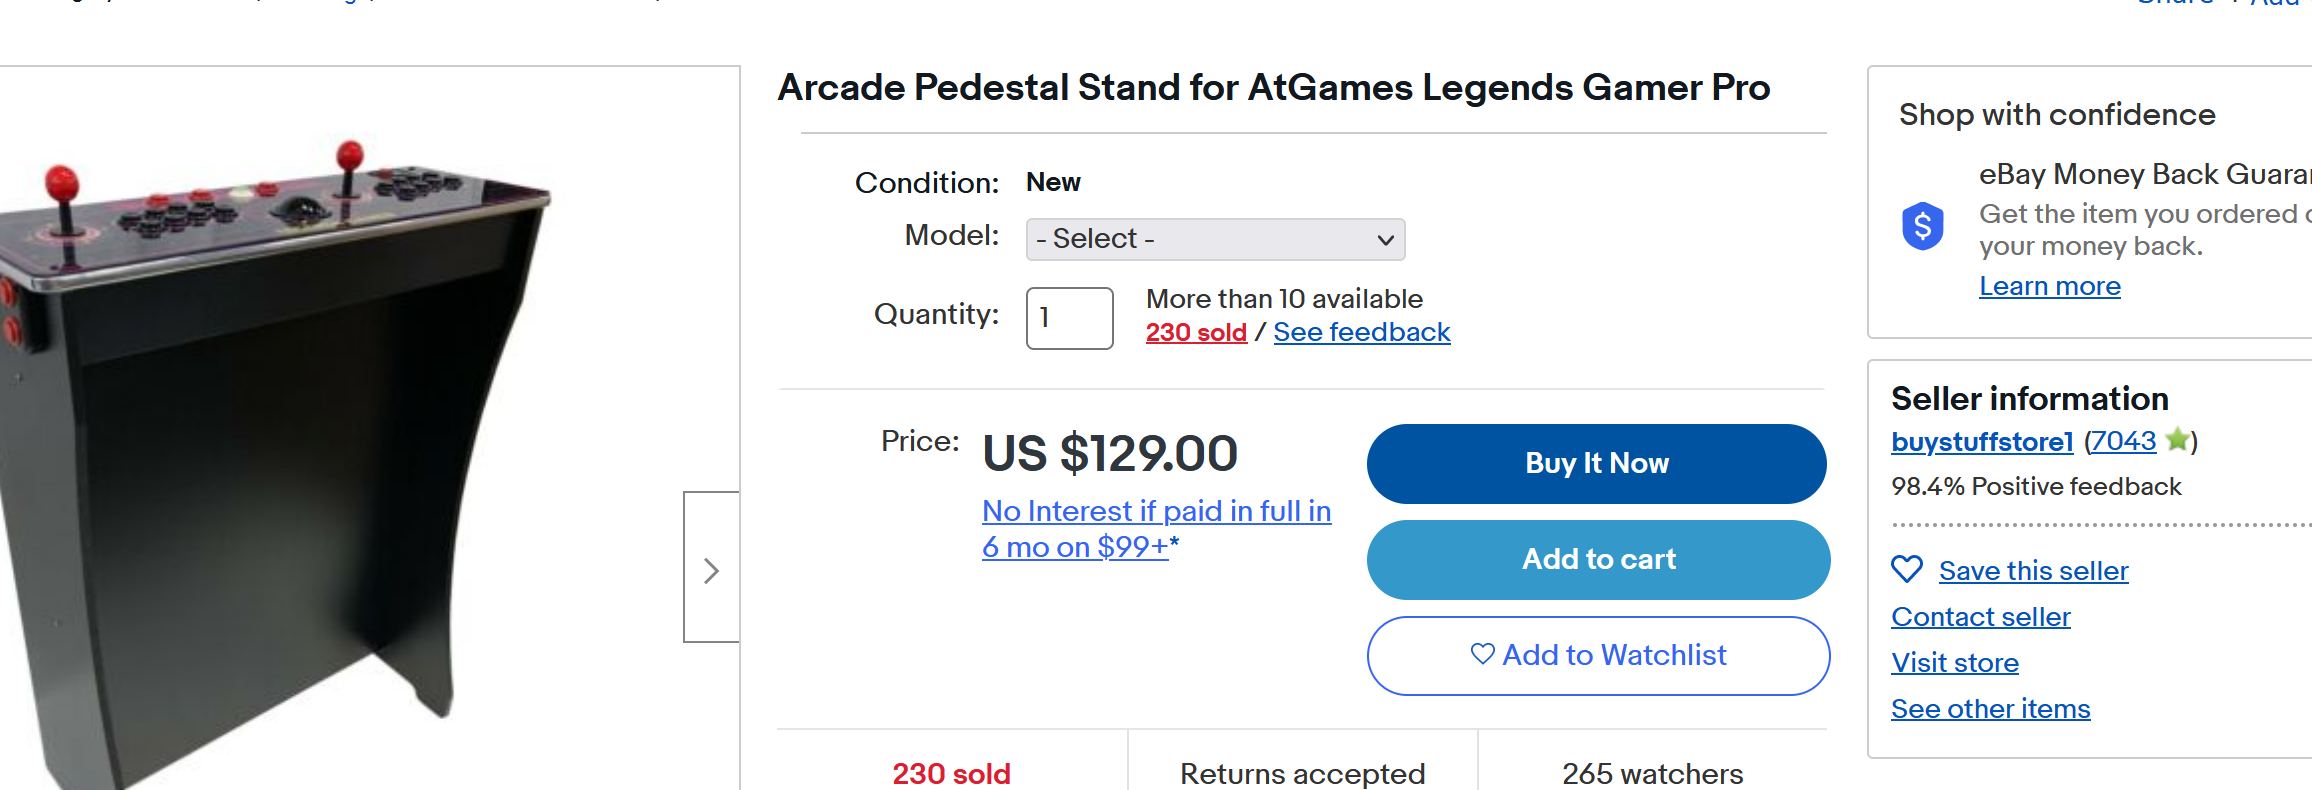 Arcade Pedestal Stand for AtGames Legends Gamer Pro
Condition: New
Model: - Select -
Quantity: 1
More than 10 available
230 sold / See feedback
Price: US $129.00
No Interest if paid in full in
6 mo on $99+*
Buy It Now
Add to cart
Add to Watchlist
230 sold
Returns accepted
265 watchers
Shop with confidence
eBay Money Back
Get the item you ordered
your money back.
Learn more
Seller information
buystuffstore1 (7043)
98.4% Positive feedback
Save this seller
Contact seller
Visit store
See other items